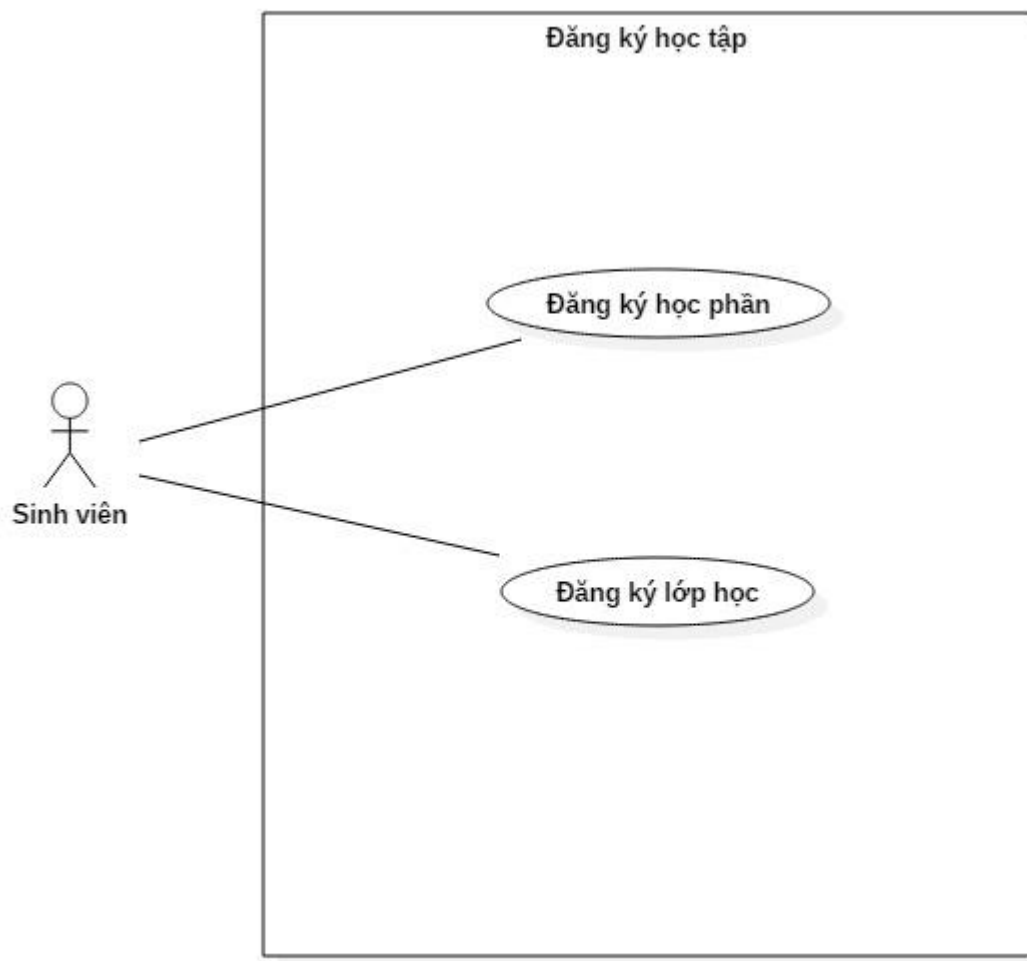 Đăng ký học tập
Đăng ký học phần
Sinh viên
Đăng ký lớp học